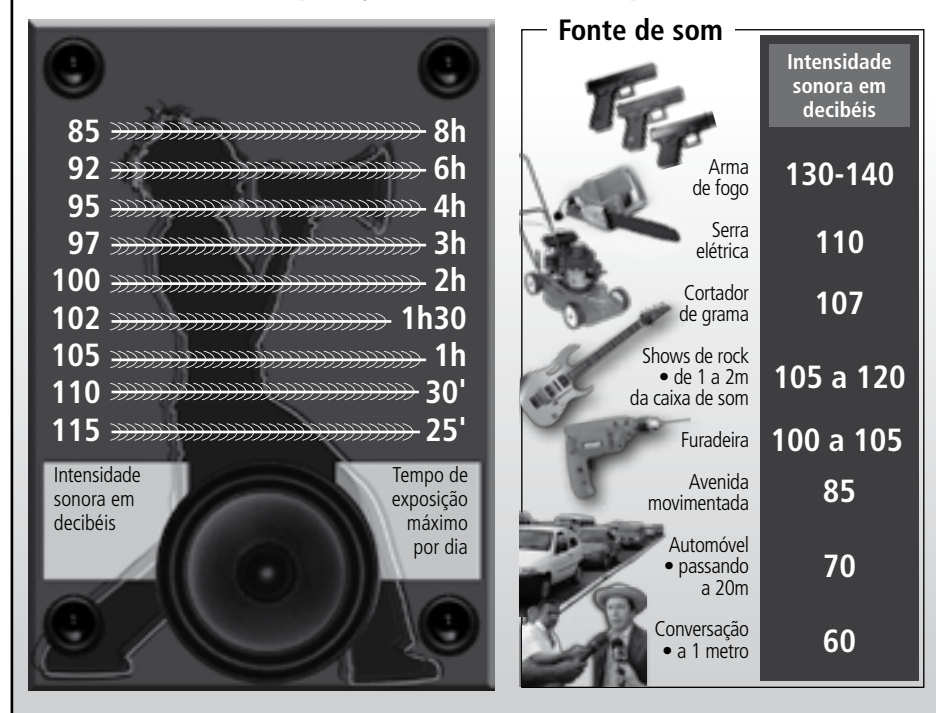 85 8h
92 6h
95 4h
97 3h
100 2h
102 1h30
105 1h
110 30'
115 25'
Intensidade
sonora em
decibéis
Tempo de
exposição
máximo
por dia
Fonte de som
Intensidade
sonora em
decibéis
Arma
de fogo
130-140
Serra
elétrica
110
Cortador
de grama
107
Shows de rock
• de 1 a 2m
da caixa de som
105 a 120
Furadeira
100 a 105
Avenida
movimentada
85
Automóvel
• passando
a 20m
70
Conversação
• a 1 metro
60